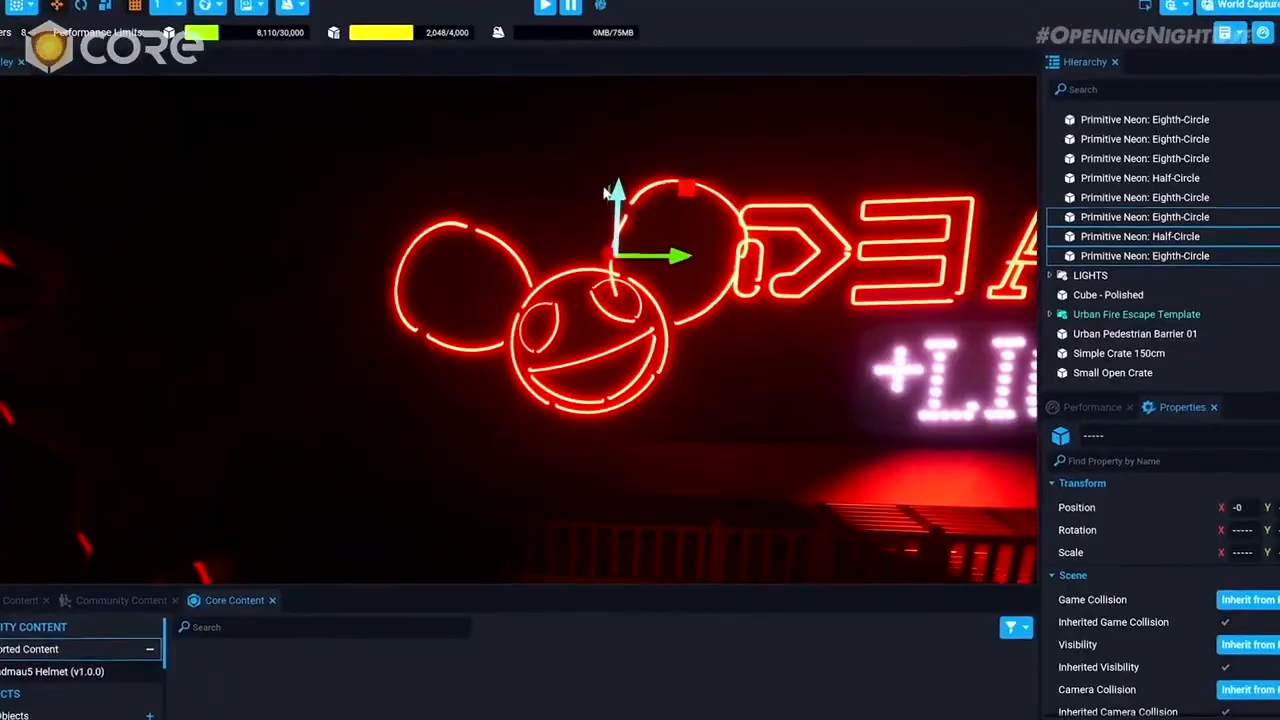 1
World Captur
8
Performance Limits:
8,110/30,000
2,048/4,000
0MB/75MB
CORE
#OPENINGNIGHT
ley
Hierarchy
Search
Primitive Neon: Eighth-Circle
Primitive Neon: Eighth-Circle
Primitive Neon: Eighth-Circle
Primitive Neon: Half-Circle
Primitive Neon: Eighth-Circle
Primitive Neon: Eighth-Circle
Primitive Neon: Half-Circle
Primitive Neon: Eighth-Circle
LIGHTS
Cube - Polished
Urban Fire Escape Template
Urban Pedestrian Barrier 01
Simple Crate 150cm
Small Open Crate
DEA
+LI
Performance
Properties
-----
Find Property by Name
Transform
Position X -0 Y
Rotation X ----- Y
Scale X ----- Y
Scene
Game Collision Inherit from
Inherited Game Collision
Visibility Inherit from
Inherited Visibility
Camera Collision Inherit from
Inherited Camera Collision
Content
Community Content
Core Content
ITY CONTENT
Search
orted Content
dmau5 Helmet (v1.0.0)
CTS
Objects